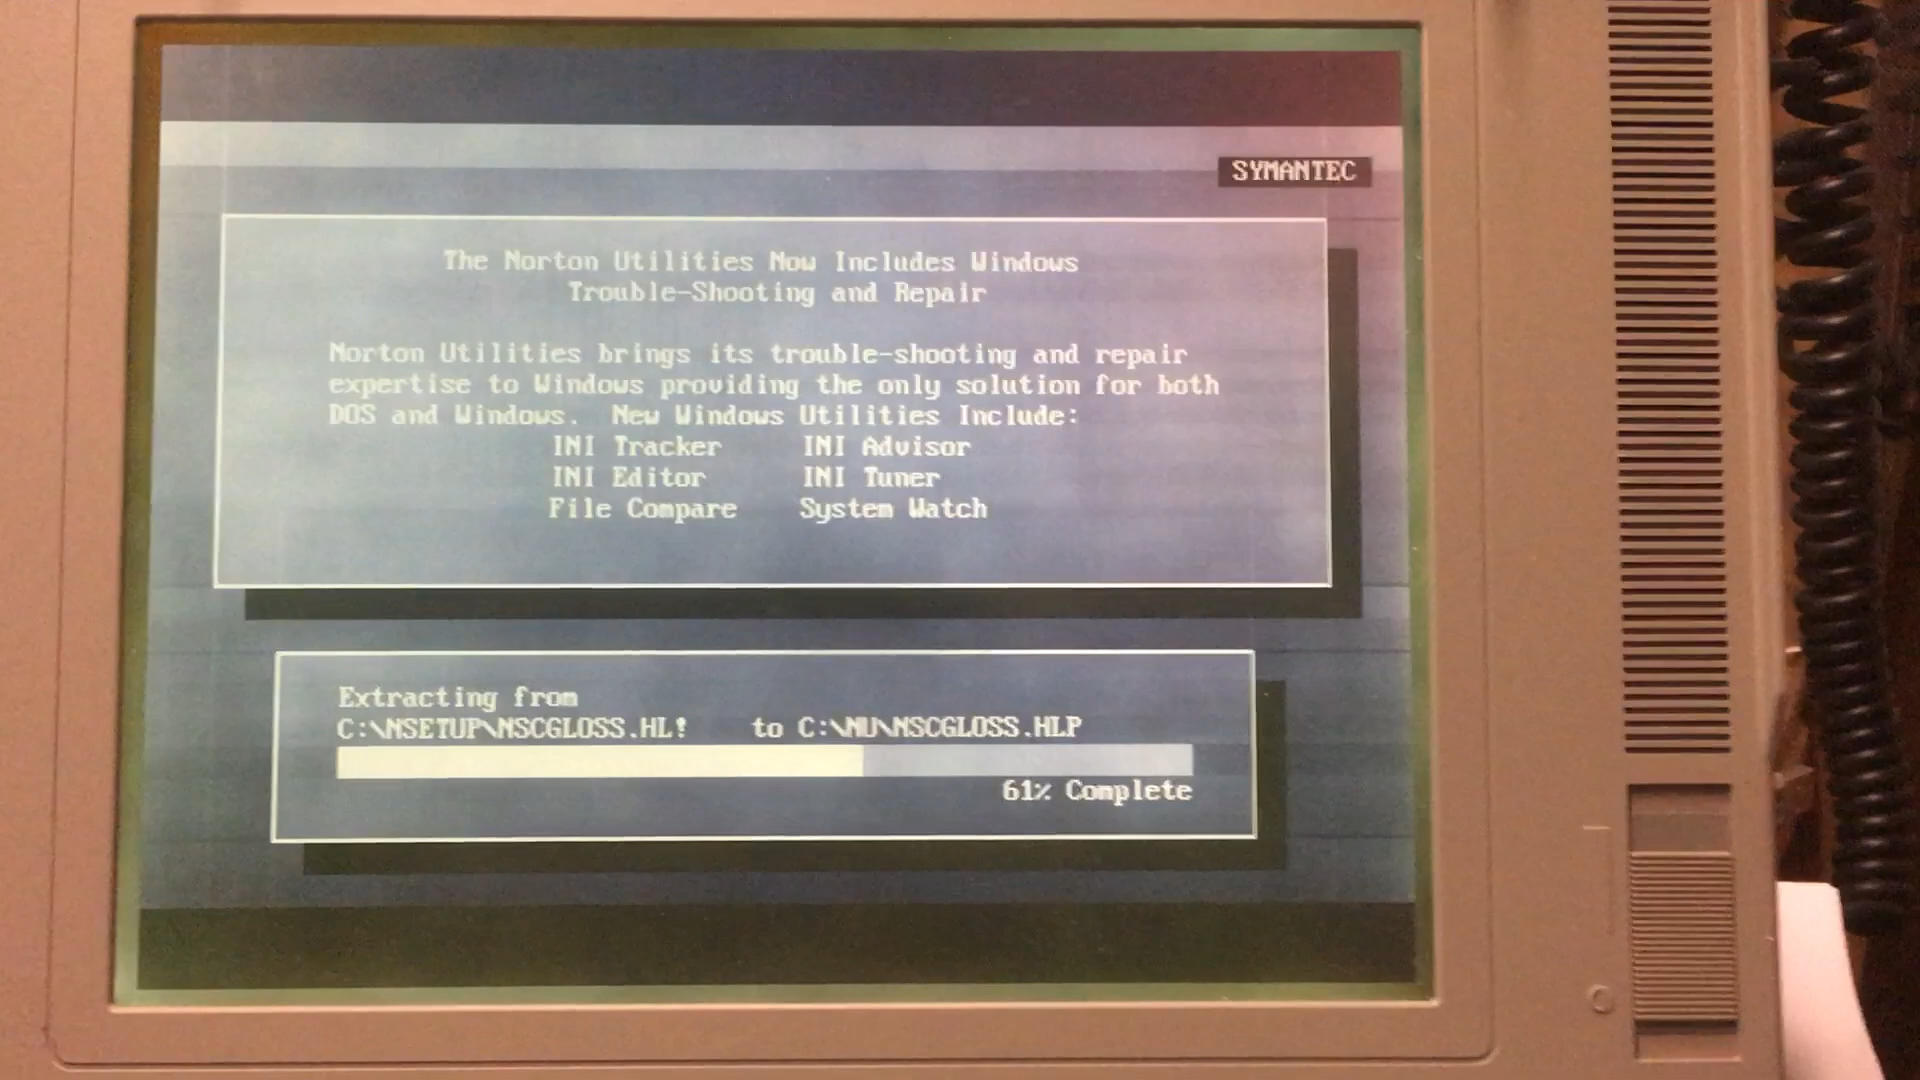 SYMANTEC
The Norton Utilities Now Includes Windows
Trouble-Shooting and Repair
Norton Utilities brings its trouble-shooting and repair
expertise to Windows providing the only solution for both
DOS and Windows. New Windows Utilities Include:
INI Tracker INI Advisor
INI Editor INI Tuner
File Compare System Watch
Extracting from
C:\NSETUP\NSCGLOSS.HL! to C:\NU\NSCGLOSS.HLP
61% Complete